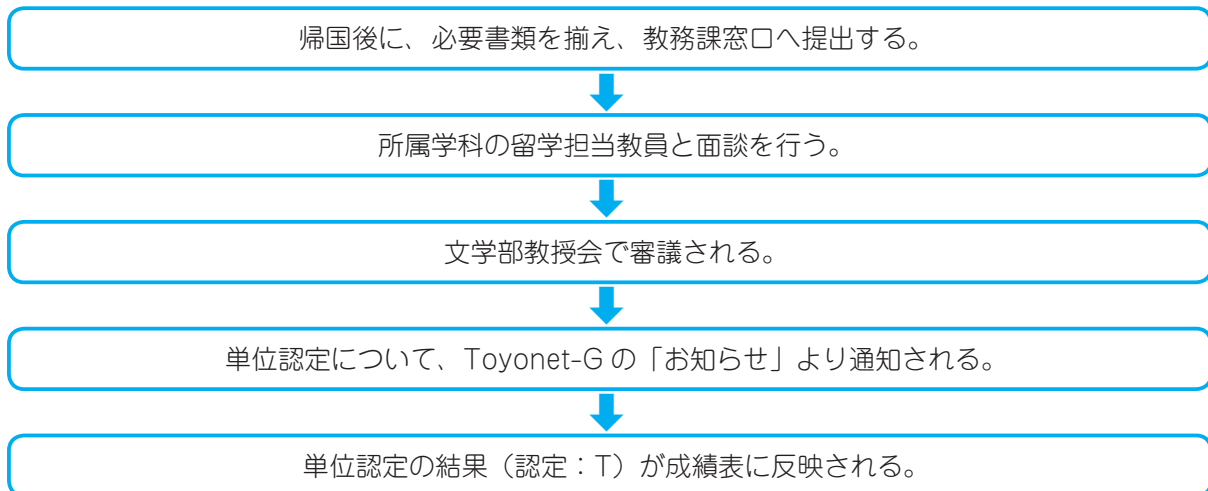 帰国後に、必要書類を揃え、教務課窓口へ提出する。
所属学科の留学担当教員と面談を行う。
文学部教授会で審議される。
単位認定について、Toyonet-G の「お知らせ」より通知される。
単位認定の結果（認定：T）が成績表に反映される。